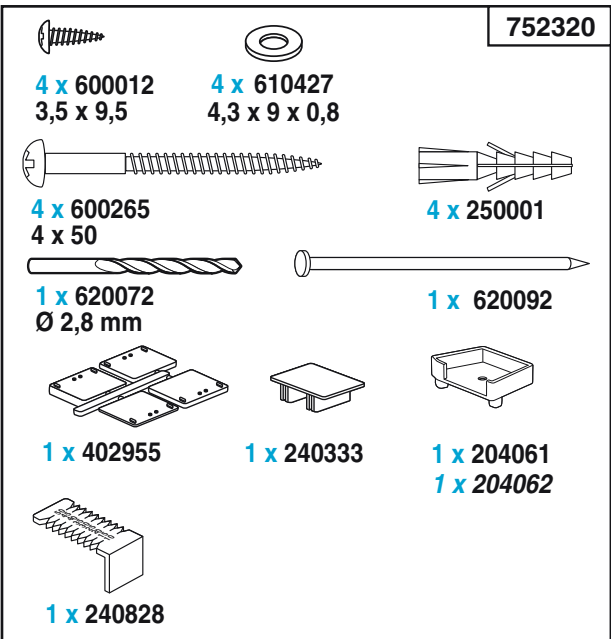 752320
4 x 600012
3,5 x 9,5
4 x 610427
4,3 x 9 x 0,8
4 x 600265
4 x 50
4 x 250001
1 x 620072
Ø 2,8 mm
1 x 620092
1 x 402955
1 x 240333
1 x 204061
1 x 204062
1 x 240828